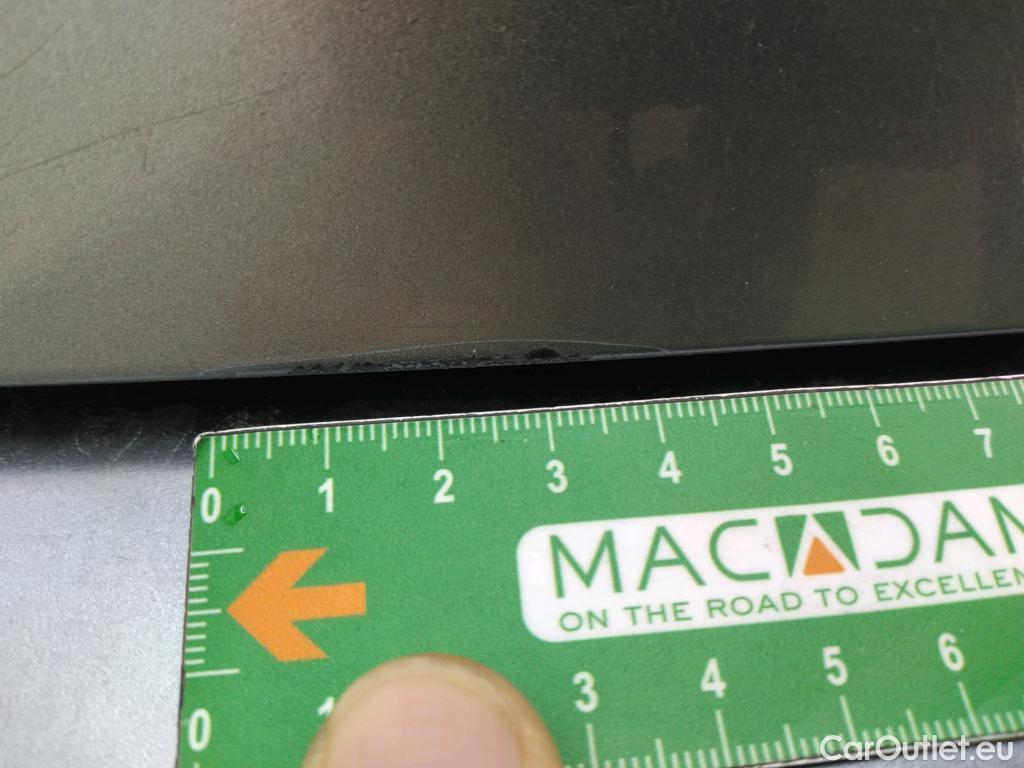 0 1 2 3 4 5 6 7
MACADAM
ON THE ROAD TO EXCELLEN
0 1 3 4 5 6
CarOutlet.eu